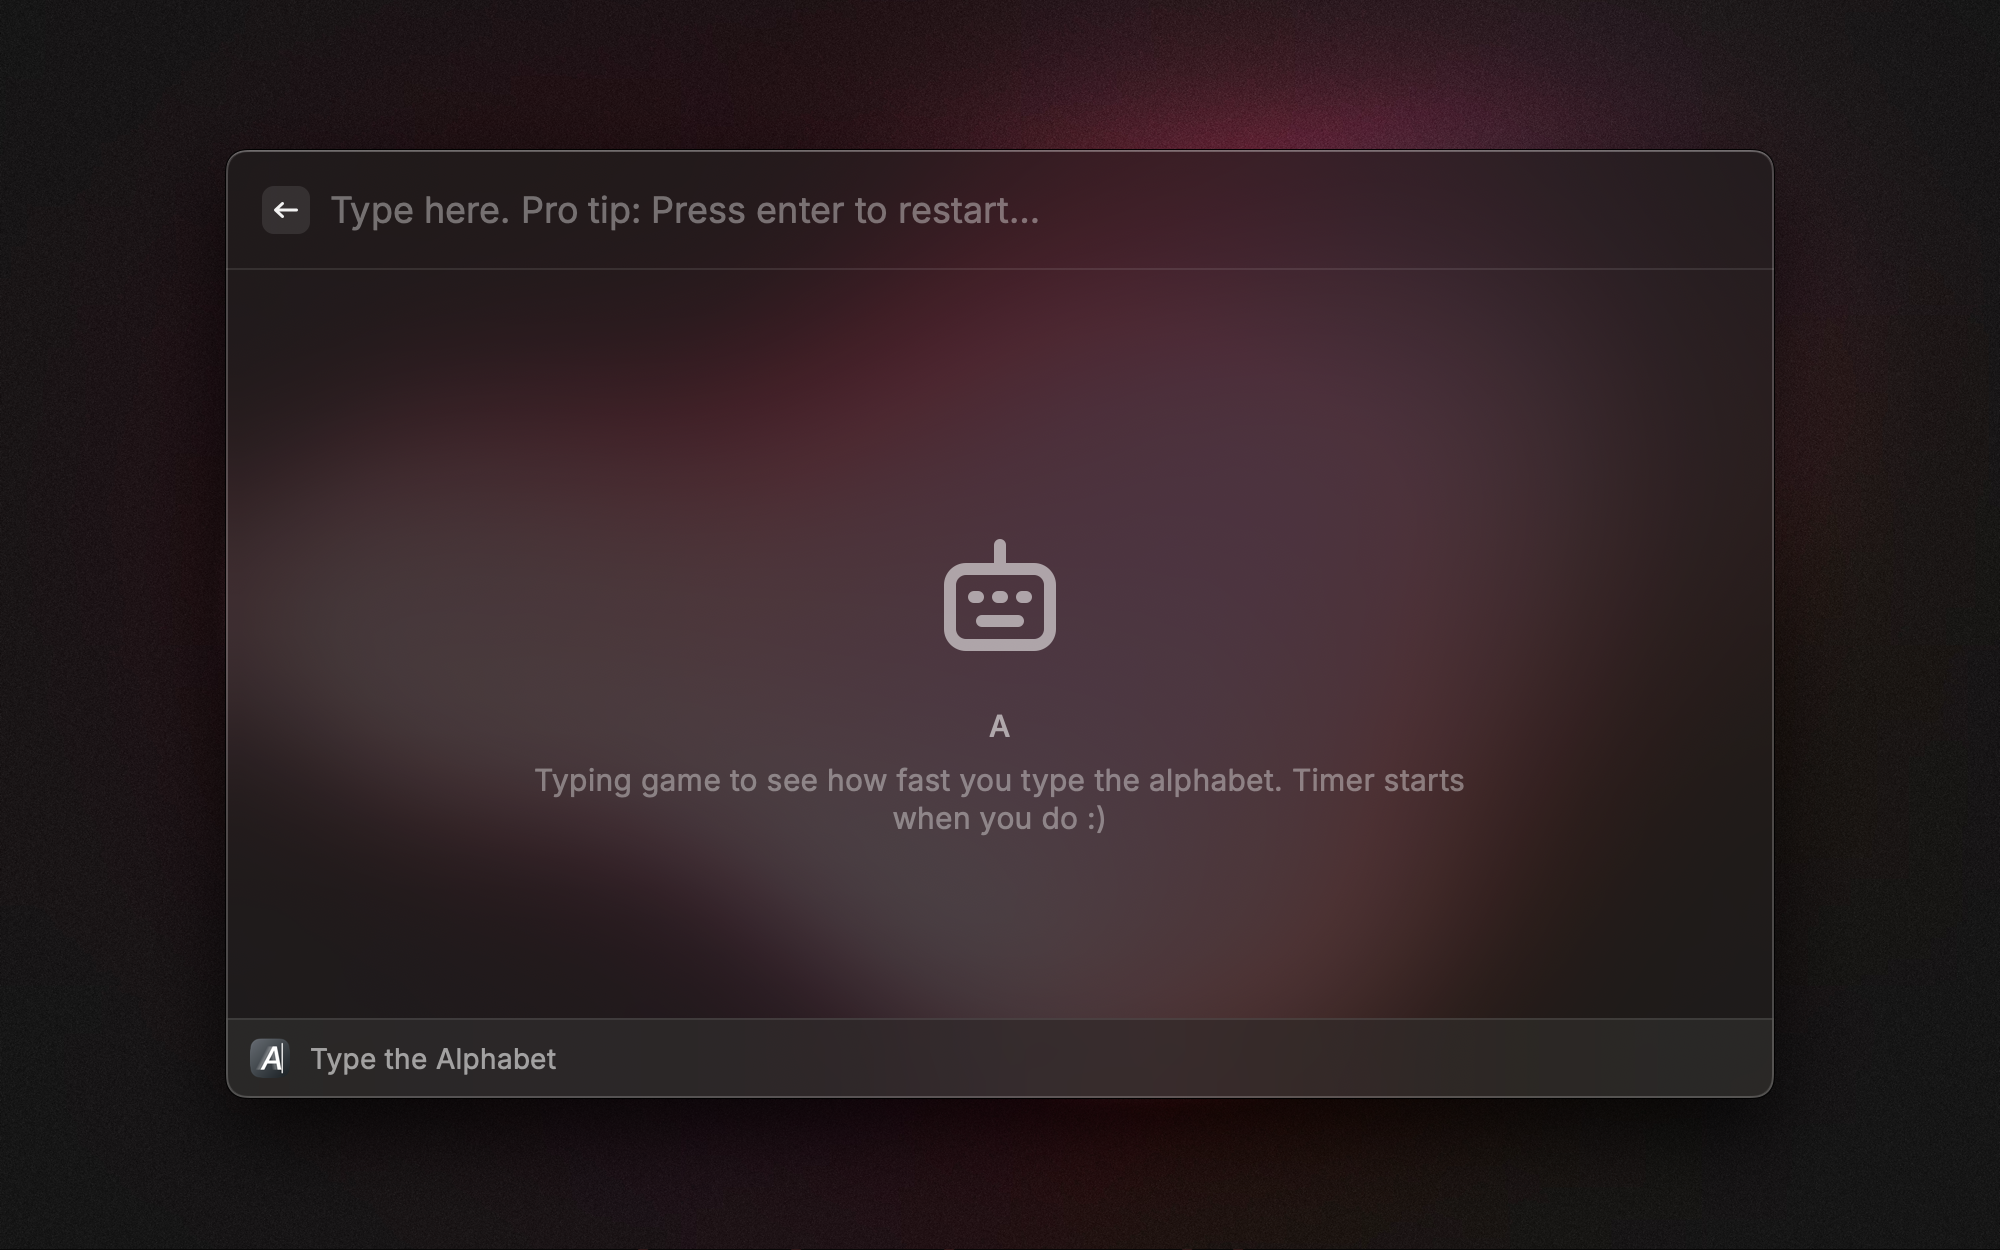 Type here. Pro tip: Press enter to restart...
A
Typing game to see how fast you type the alphabet. Timer starts
when you do :)
A
Type the Alphabet